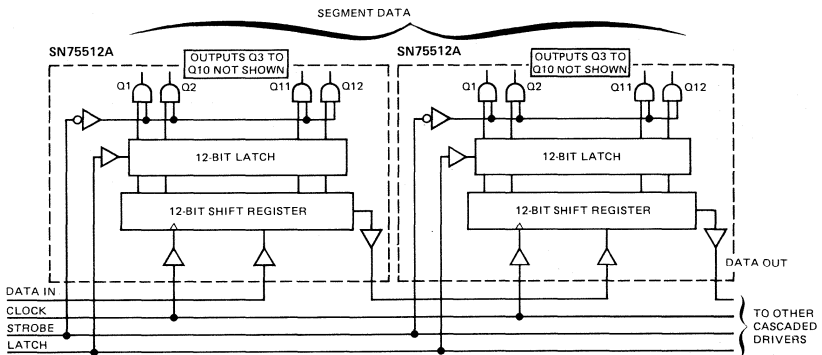 SEGMENT DATA
SN75512A
OUTPUTS Q3 TO
Q10 NOT SHOWN
Q1
Q2
Q11
Q12
12-BIT LATCH
12-BIT SHIFT REGISTER
SN75512A
OUTPUTS Q3 TO
Q10 NOT SHOWN
Q1
Q2
Q11
Q12
12-BIT LATCH
12-BIT SHIFT REGISTER
DATA OUT
DATA IN
CLOCK
STROBE
LATCH
TO OTHER
CASCADED
DRIVERS